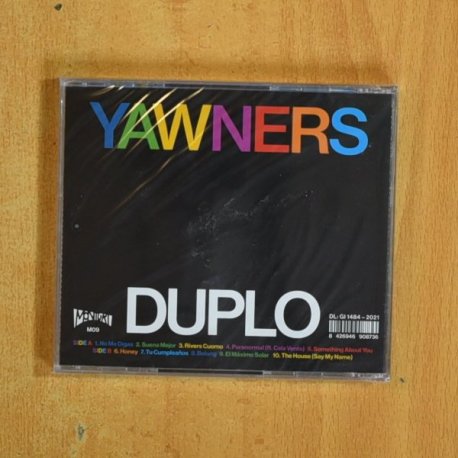 YAWNERS
DUPLO
MONTGRI
M09
DL: GI 1484 - 2021
8 426946 908736
SIDE A 1. No Me Digas 2. Suena Mejor 3. Rivers Cuomo 4. Paranormal (ft. Cala Vento) 5. Something About You
SIDE B 6. Honey 7. Tu Cumpleaños 8. Belong 9. El Máximo Solar 10. The House (Say My Name)